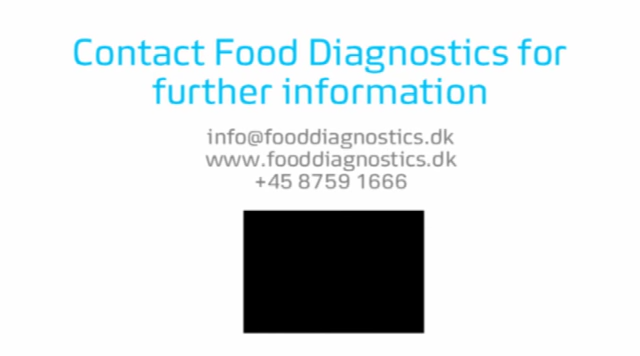 Contact Food Diagnostics for
further information
info@fooddiagnostics.dk
www.fooddiagnostics.dk
+45 8759 1666